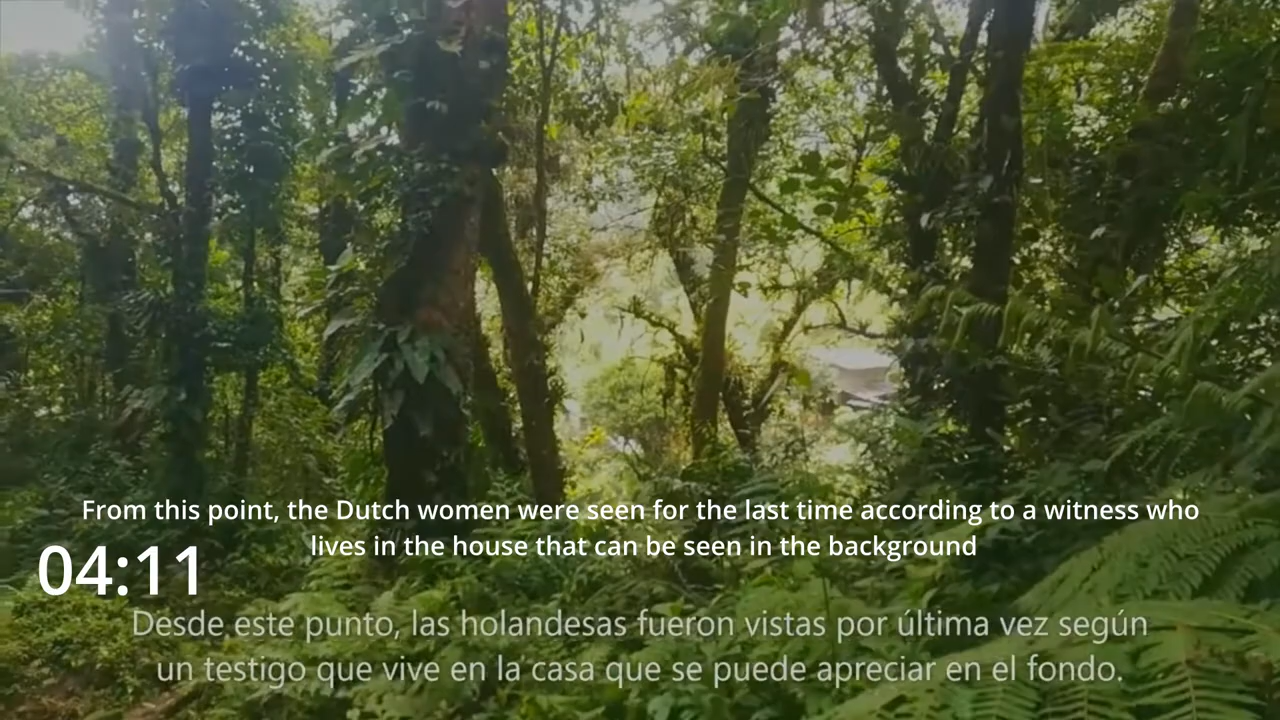 From this point, the Dutch women were seen for the last time according to a witness who
lives in the house that can be seen in the background
04:11
Desde este punto, las holandesas fueron vistas por última vez según
un testigo que vive en la casa que se puede apreciar en el fondo.